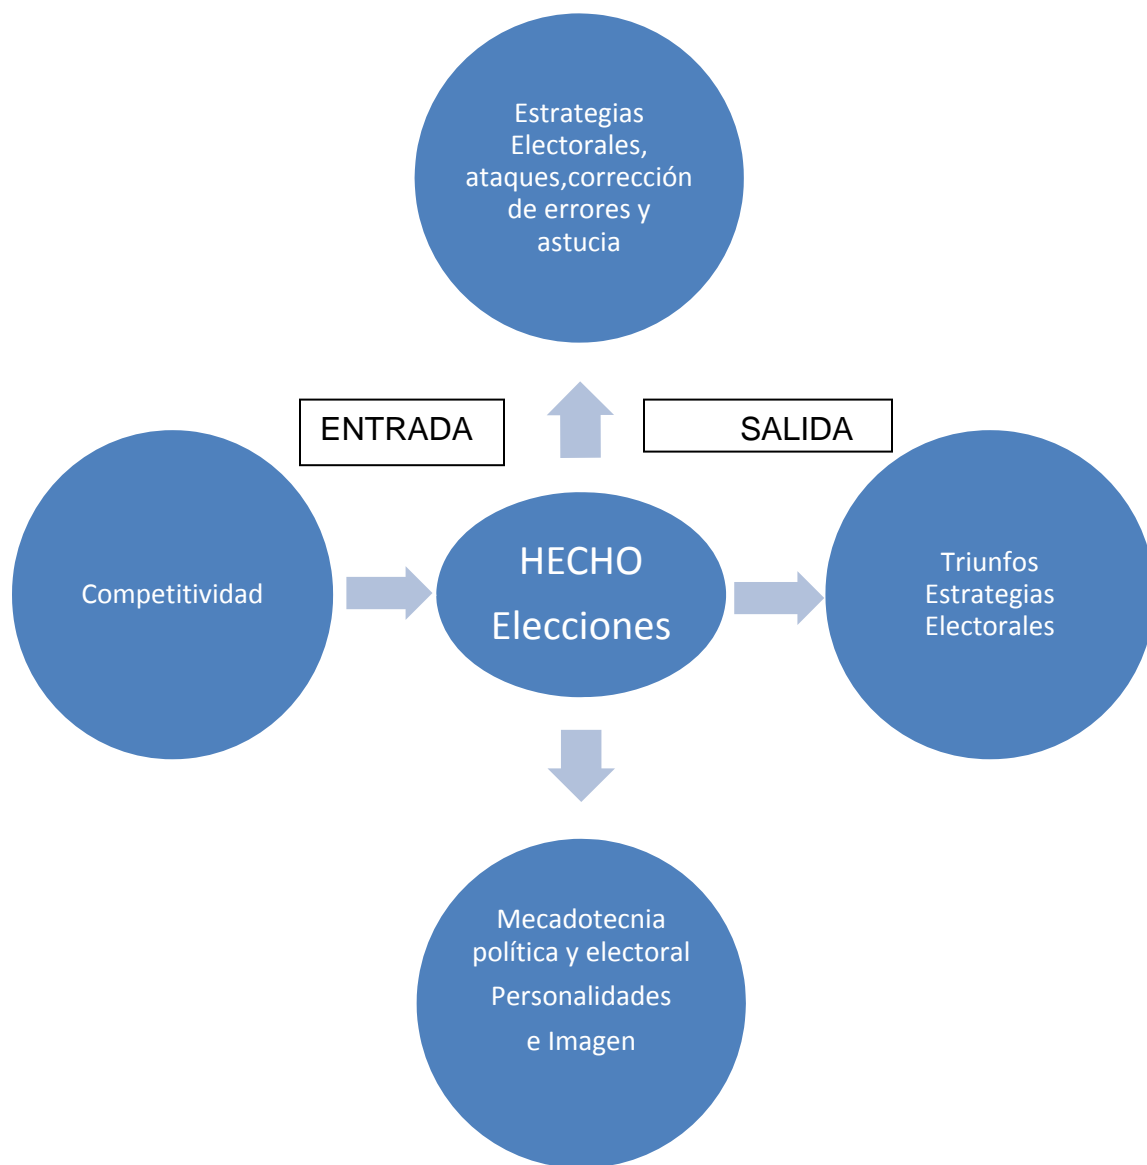 Estrategias
Electorales,
ataques,corrección
de errores y
astucia
ENTRADA
SALIDA
Competitividad
HECHO
Elecciones
Triunfos
Estrategias
Electorales
Mecadotecnia
política y electoral
Personalidades
e Imagen